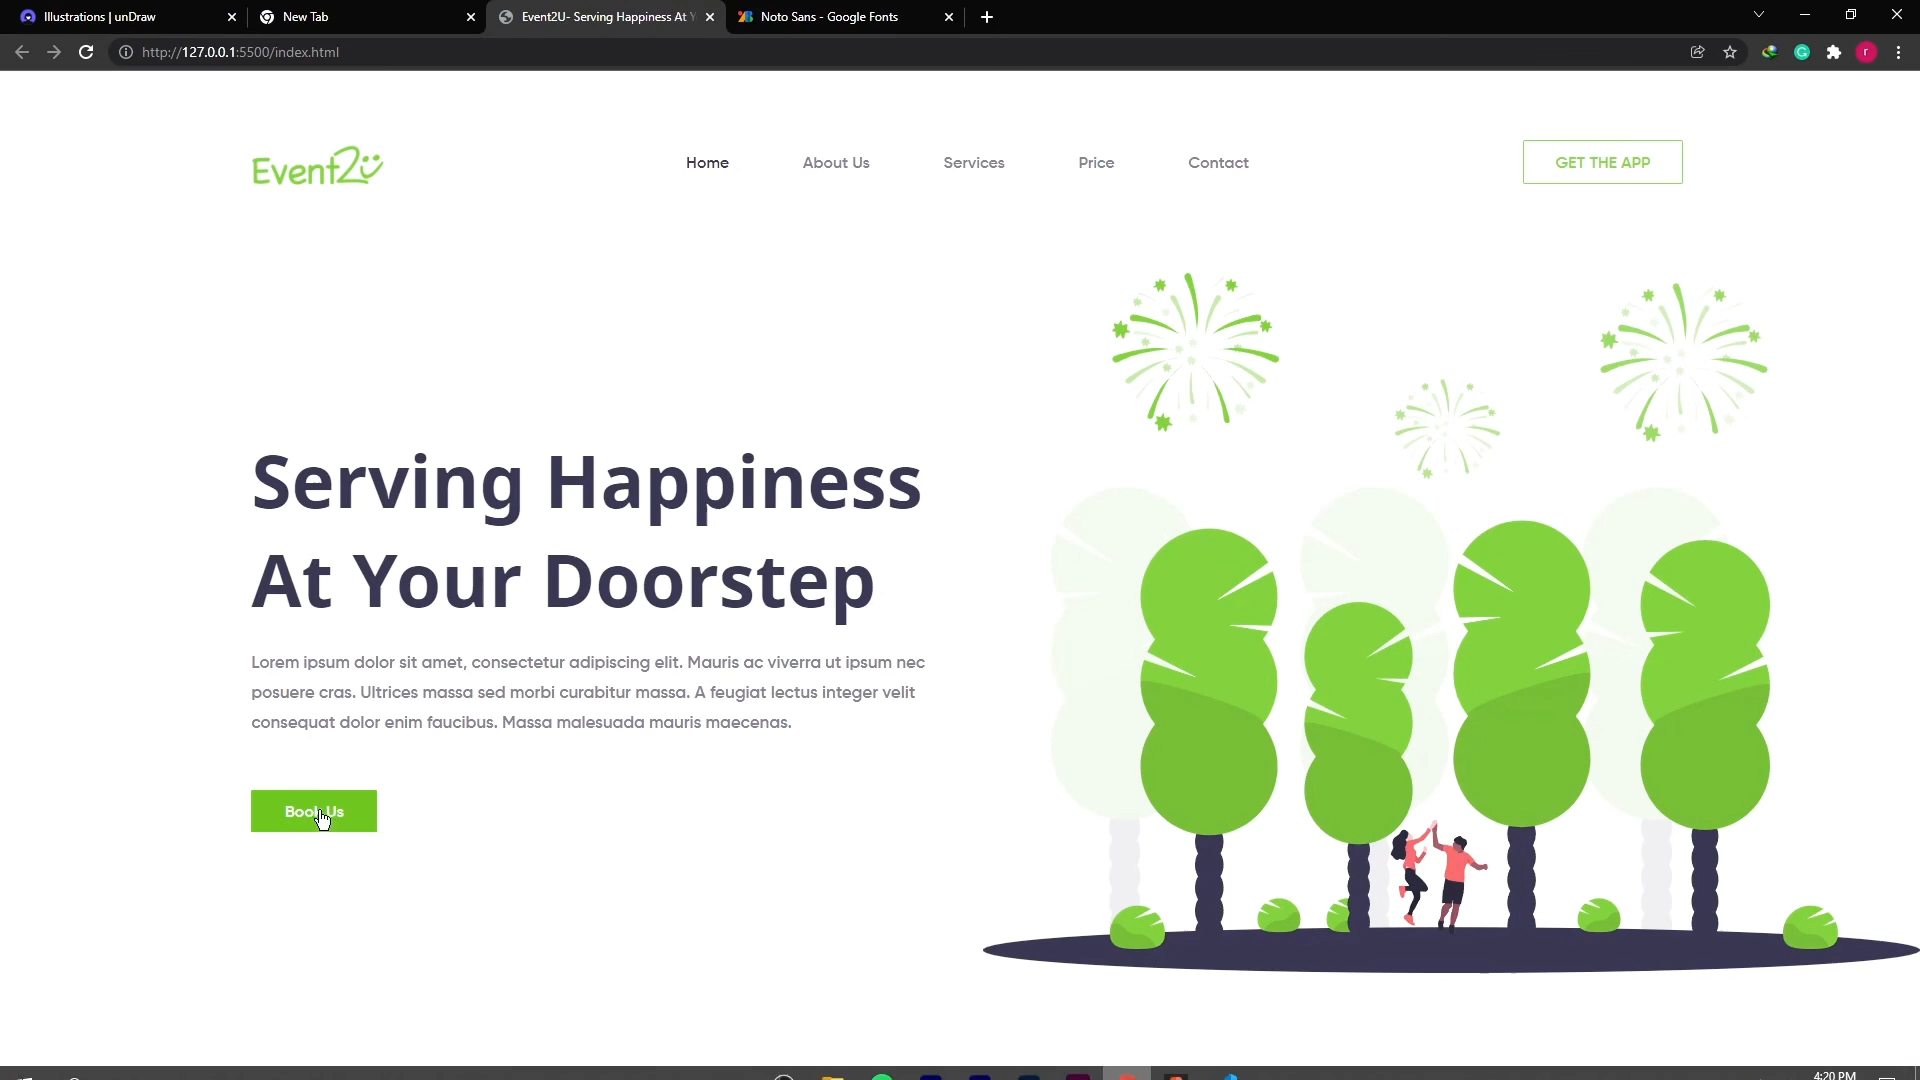 Illustrations | unDraw
New Tab
Event2U- Serving Happiness At Y
Noto Sans - Google Fonts
http://127.0.0.1:5500/index.html
r
Event2U
Home
About Us
Services
Price
Contact
GET THE APP
Serving Happiness
At Your Doorstep
Lorem ipsum dolor sit amet, consectetur adipiscing elit. Mauris ac viverra ut ipsum nec
posuere cras. Ultrices massa sed morbi curabitur massa. A feugiat lectus integer velit
consequat dolor enim faucibus. Massa malesuada mauris maecenas.
Book Us
4:20 PM